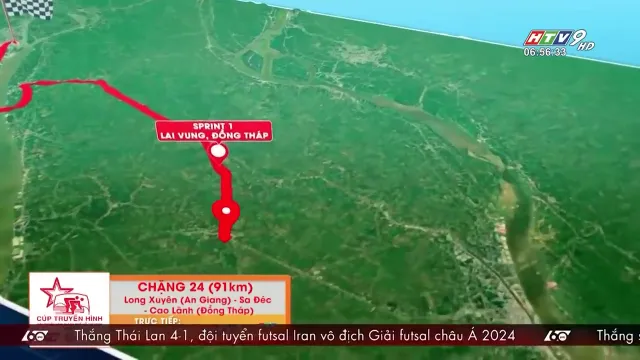 HTV9 HD
06:56:33
SPRINT 1
LAI VUNG, ĐỒNG THÁP
CHẶNG 24 (91km)
Long Xuyên (An Giang) - Sa Đéc
- Cao Lãnh (Đồng Tháp)
TRỰC TIẾP:
CÚP TRUYỀN HÌNH
Thắng Thái Lan 4-1, đội tuyển futsal Iran vô địch Giải futsal châu Á 2024
Thắng